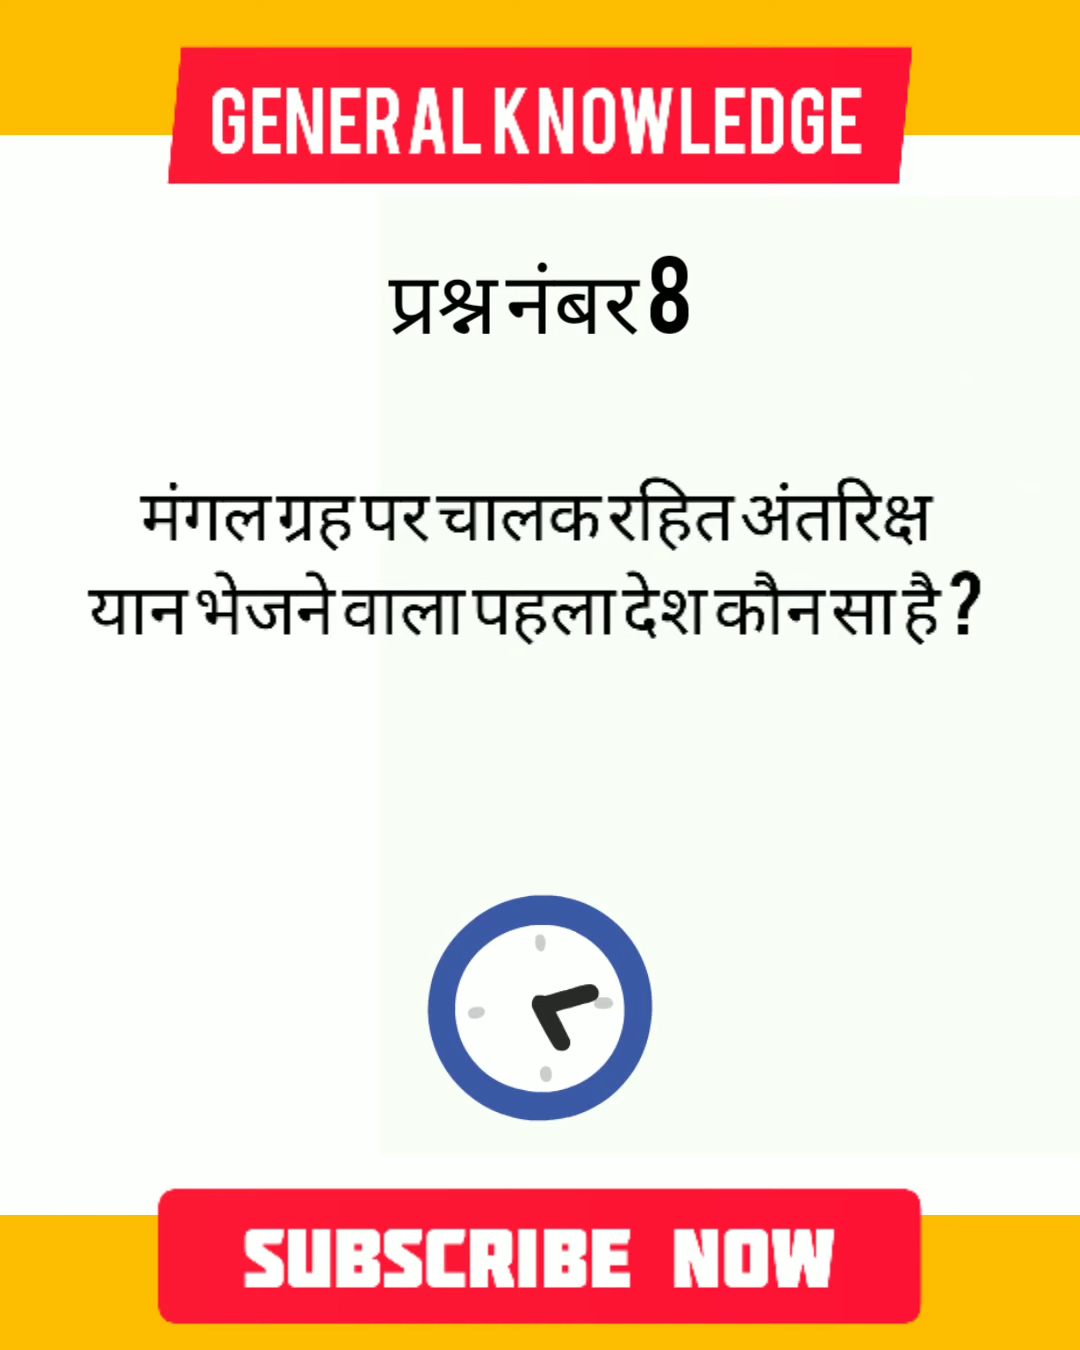 GENERAL KNOWLEDGE
प्रश्न नंबर 8
मंगल ग्रह पर चालक रहित अंतरिक्ष
यान भेजने वाला पहला देश कौन सा है ?
SUBSCRIBE NOW